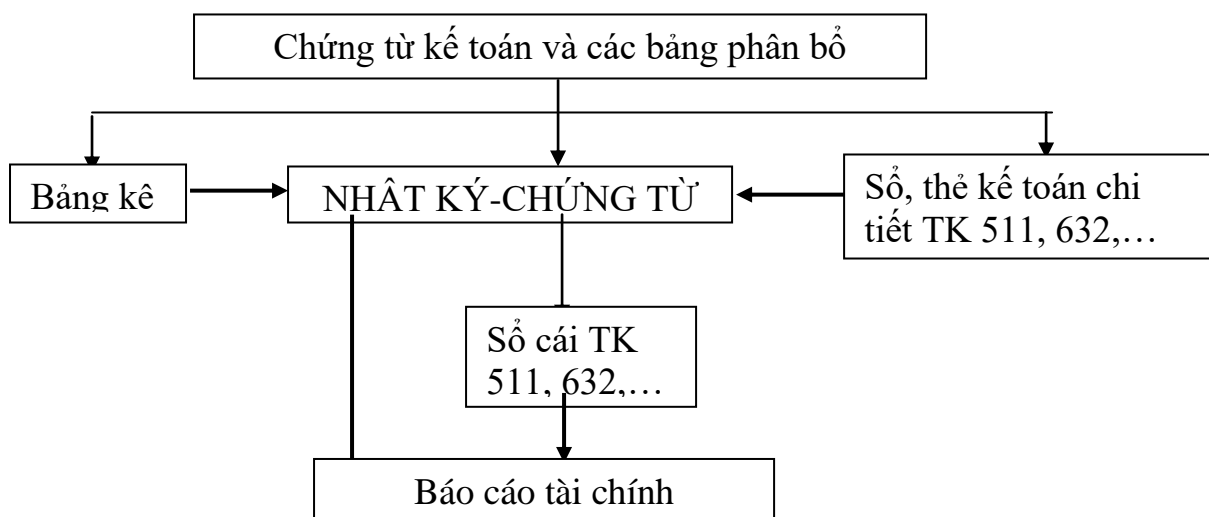 Chứng từ kế toán và các bảng phân bổ
Bảng kê
NHÂT KÝ-CHỨNG TỪ
Sổ, thẻ kế toán chi
tiết TK 511, 632,…
Sổ cái TK
511, 632,…
Báo cáo tài chính